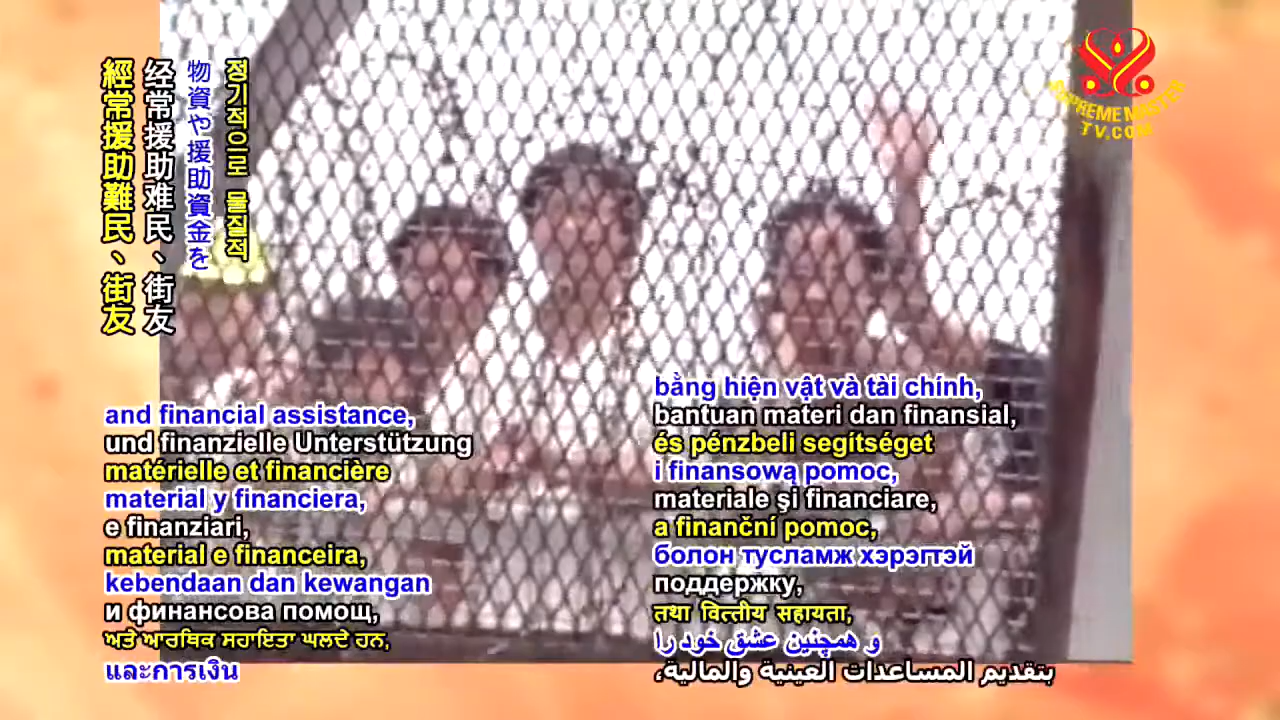 經常援助難民、街友
经常援助难民、街友
物資や援助資金を
정기적으로 물질적
SUPREME MASTER
TV.COM
and financial assistance,
und finanzielle Unterstützung
matérielle et financière
material y financiera,
e finanziari,
material e financeira,
kebendaan dan kewangan
и финансова помощ,
ਅਤੇ ਆਰਥਿਕ ਸਹਾਇਤਾ ਘਲਦੇ ਹਨ,
และการเงิน
bằng hiện vật và tài chính,
bantuan materi dan finansial,
és pénzbeli segítséget
i finansową pomoc,
materiale şi financiare,
a finanční pomoc,
болон тусламж хэрэгтэй
поддержку,
तथा वित्तीय सहायता,
و همچنین عشق خود را
بتقديم المساعدات العينية والمالية،